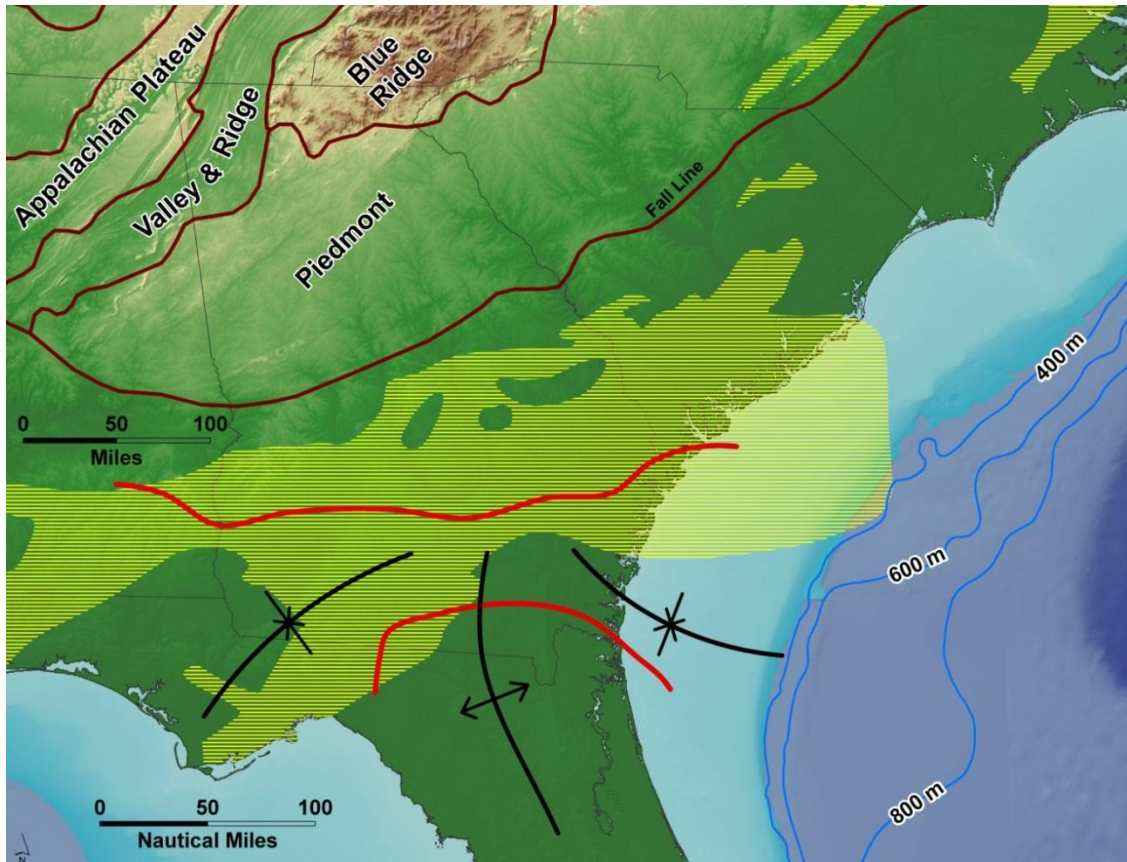 Appalachian Plateau
Valley & Ridge
Blue
Ridge
Piedmont
Fall Line
0 50 100
Miles
400 m
600 m
800 m
0 50 100
Nautical Miles